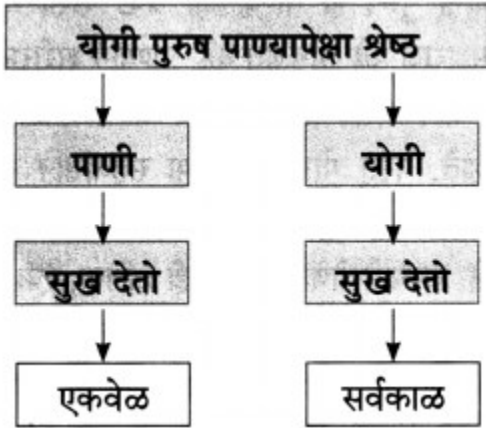 योगी पुरुष पाण्यापेक्षा श्रेष्ठ
पाणी
योगी
सुख देतो
सुख देतो
एकवेळ
सर्वकाळ